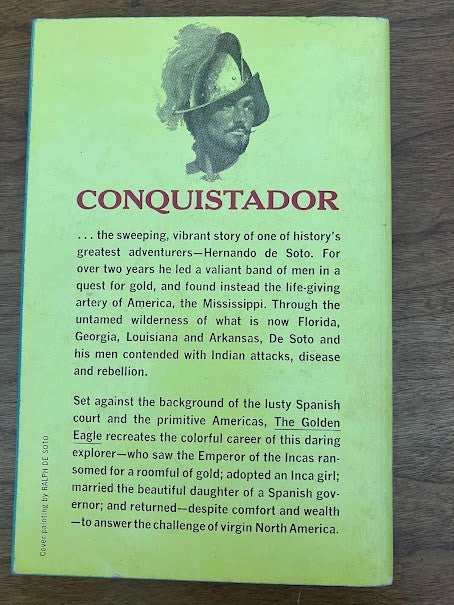 CONQUISTADOR
... the sweeping, vibrant story of one of history's
greatest adventurers—Hernando de Soto. For
over two years he led a valiant band of men in a
quest for gold, and found instead the life-giving
artery of America, the Mississippi. Through the
untamed wilderness of what is now Florida,
Georgia, Louisiana and Arkansas, De Soto and
his men contended with Indian attacks, disease
and rebellion.
Set against the background of the lusty Spanish
court and the primitive Americas, The Golden
Eagle recreates the colorful career of this daring
explorer—who saw the Emperor of the Incas ran-
somed for a roomful of gold; adopted an Inca girl;
married the beautiful daughter of a Spanish gov-
ernor; and returned—despite comfort and wealth
—to answer the challenge of virgin North America.
Cover painting by RALPH DE SOTO